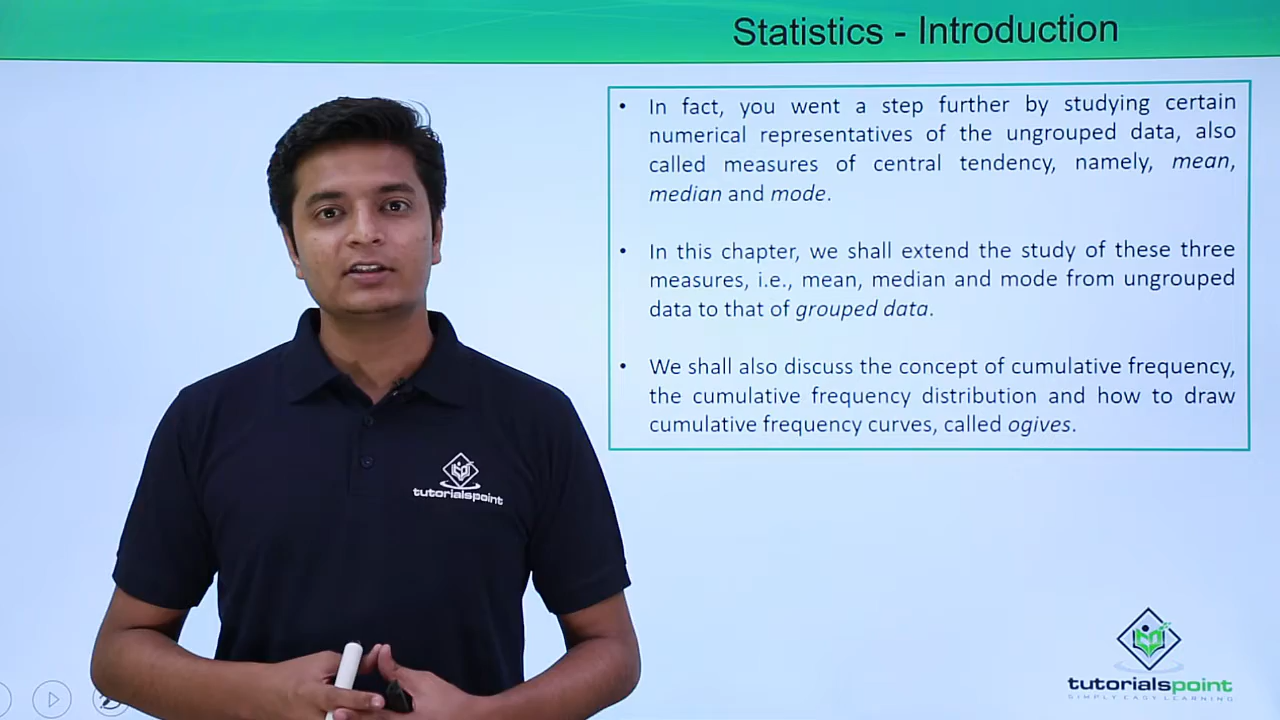 Statistics - Introduction
• In fact, you went a step further by studying certain
numerical representatives of the ungrouped data, also
called measures of central tendency, namely, mean,
median and mode.
• In this chapter, we shall extend the study of these three
measures, i.e., mean, median and mode from ungrouped
data to that of grouped data.
• We shall also discuss the concept of cumulative frequency,
the cumulative frequency distribution and how to draw
cumulative frequency curves, called ogives.
tutorialspoint
tutorialspoint
SIMPLY EASY LEARNING